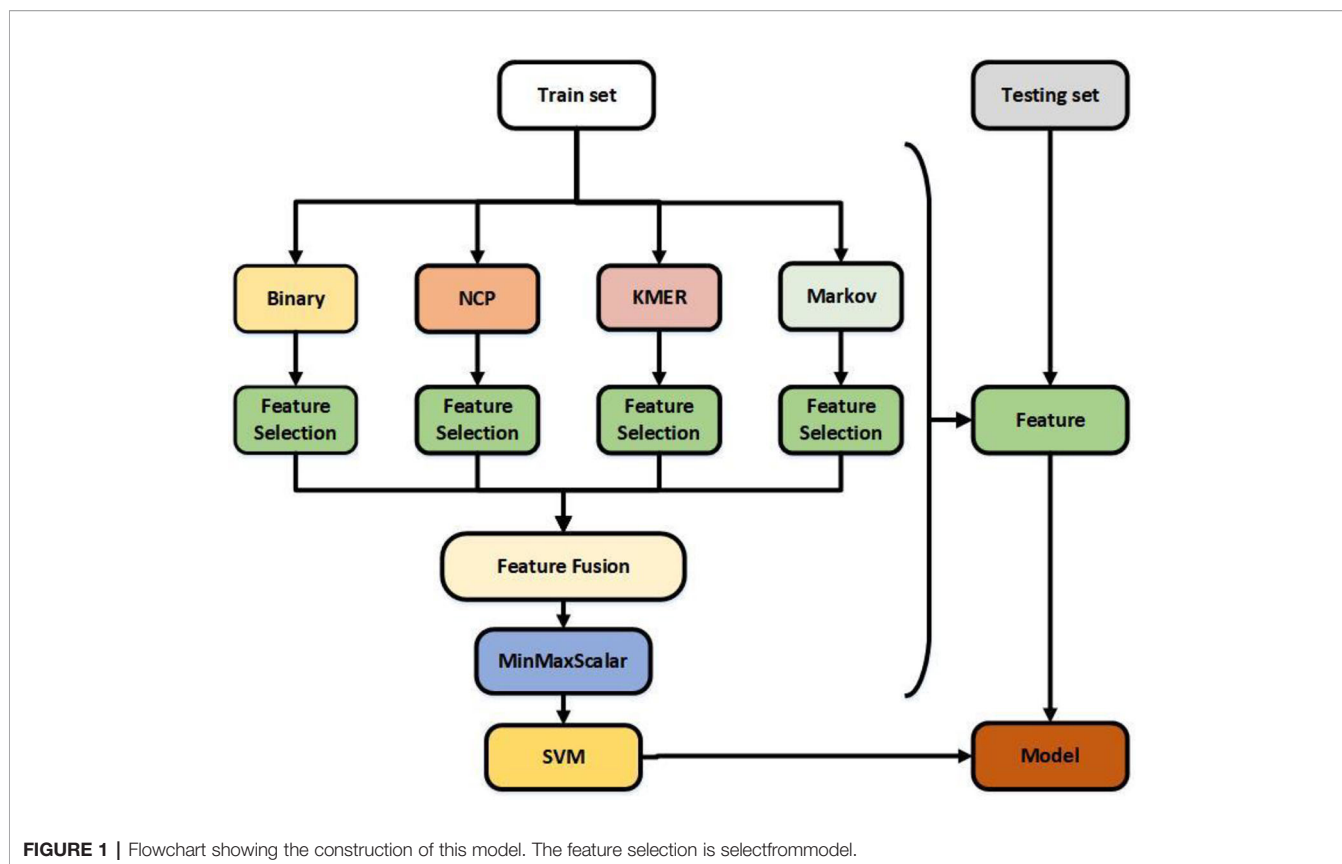 Train set
Testing set
Binary
NCP
KMER
Markov
Feature
Selection
Feature
Selection
Feature
Selection
Feature
Selection
Feature
Feature Fusion
MinMaxScalar
SVM
Model
FIGURE 1 | Flowchart showing the construction of this model. The feature selection is selectfrommodel.